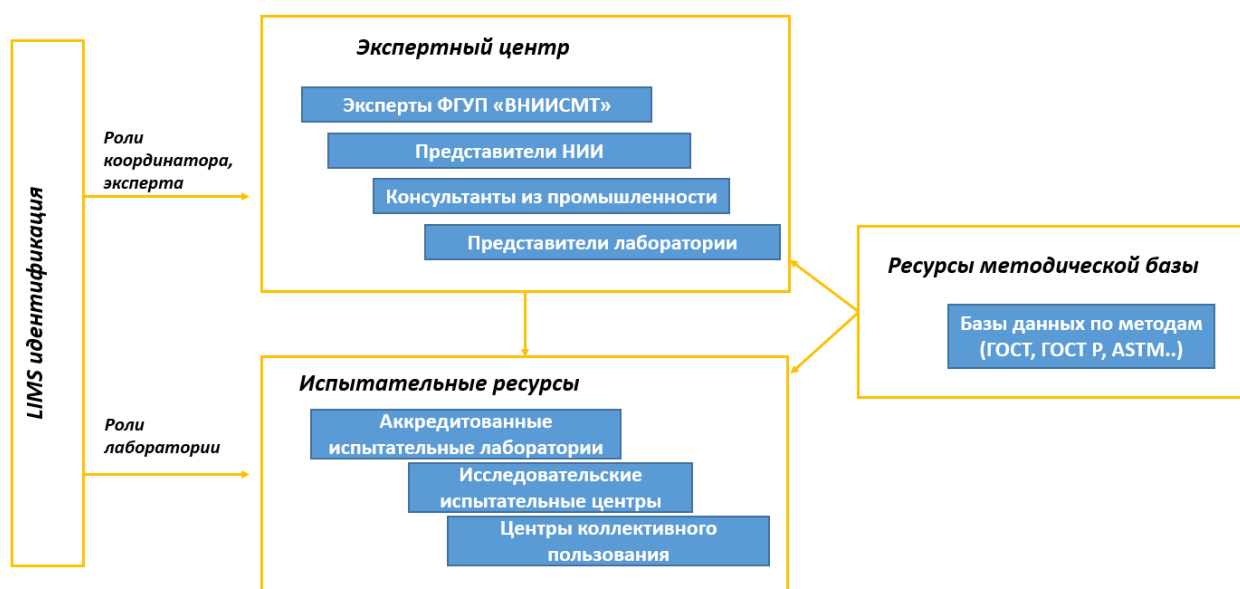 LIMS идентификация
Роли
координатора,
эксперта
Роли
лаборатории
Экспертный центр
Эксперты ФГУП «ВНИИСМТ»
Представители НИИ
Консультанты из промышленности
Представители лаборатории
Испытательные ресурсы
Аккредитованные
испытательные лаборатории
Исследовательские
испытательные центры
Центры коллективного
пользования
Ресурсы методической базы
Базы данных по методам
(ГОСТ, ГОСТ Р, ASTM..)